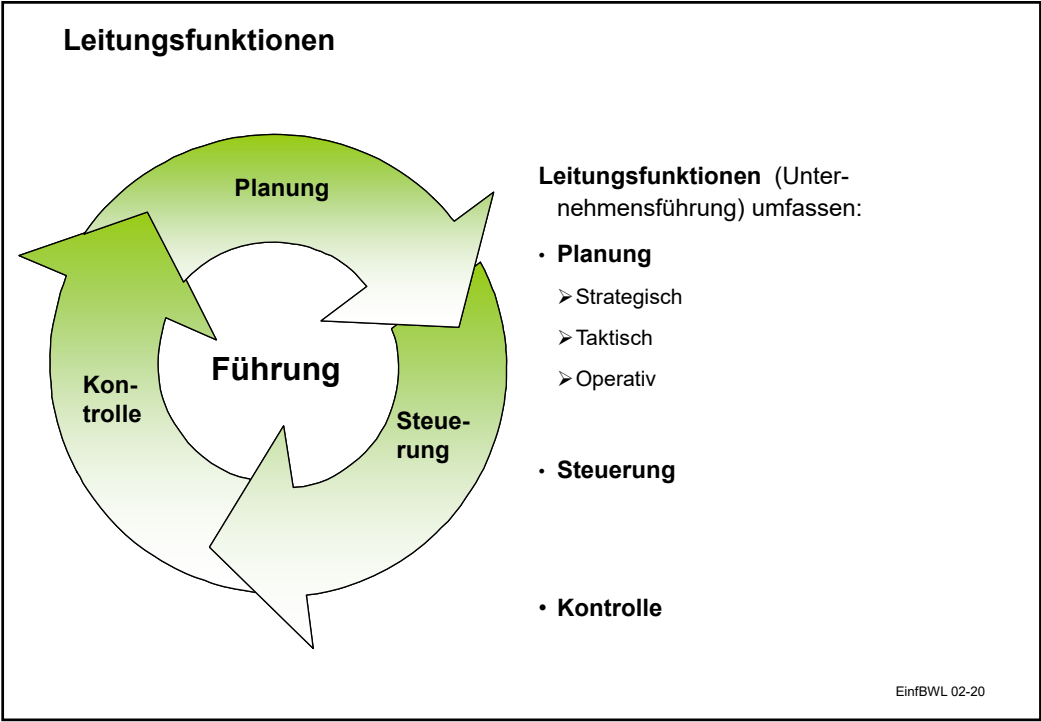 Leitungsfunktionen
Planung
Führung
Kon-
trolle
Steue-
rung
Leitungsfunktionen (Unter-
nehmensführung) umfassen:
• Planung
➢Strategisch
➢Taktisch
➢Operativ
• Steuerung
• Kontrolle
EinfBWL 02-20